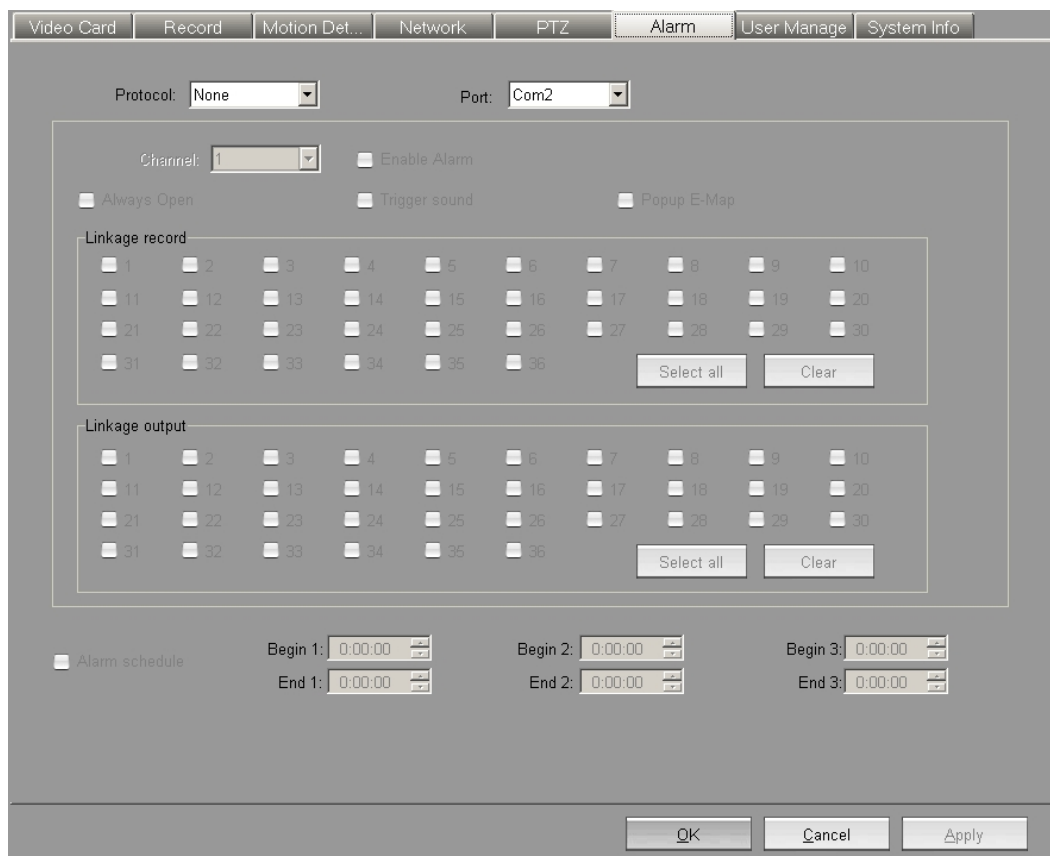 Video Card Record Motion Det... Network PTZ Alarm User Manage System Info
Protocol: None Port: Com2
Channel: 1 Enable Alarm
Always Open Trigger sound Popup E-Map
Linkage record
1 2 3 4 5 6 7 8 9 10
11 12 13 14 15 16 17 18 19 20
21 22 23 24 25 26 27 28 29 30
31 32 33 34 35 36
Select all Clear
Linkage output
1 2 3 4 5 6 7 8 9 10
11 12 13 14 15 16 17 18 19 20
21 22 23 24 25 26 27 28 29 30
31 32 33 34 35 36
Select all Clear
Alarm schedule
Begin 1: 0:00:00 Begin 2: 0:00:00 Begin 3: 0:00:00
End 1: 0:00:00 End 2: 0:00:00 End 3: 0:00:00
OK Cancel Apply